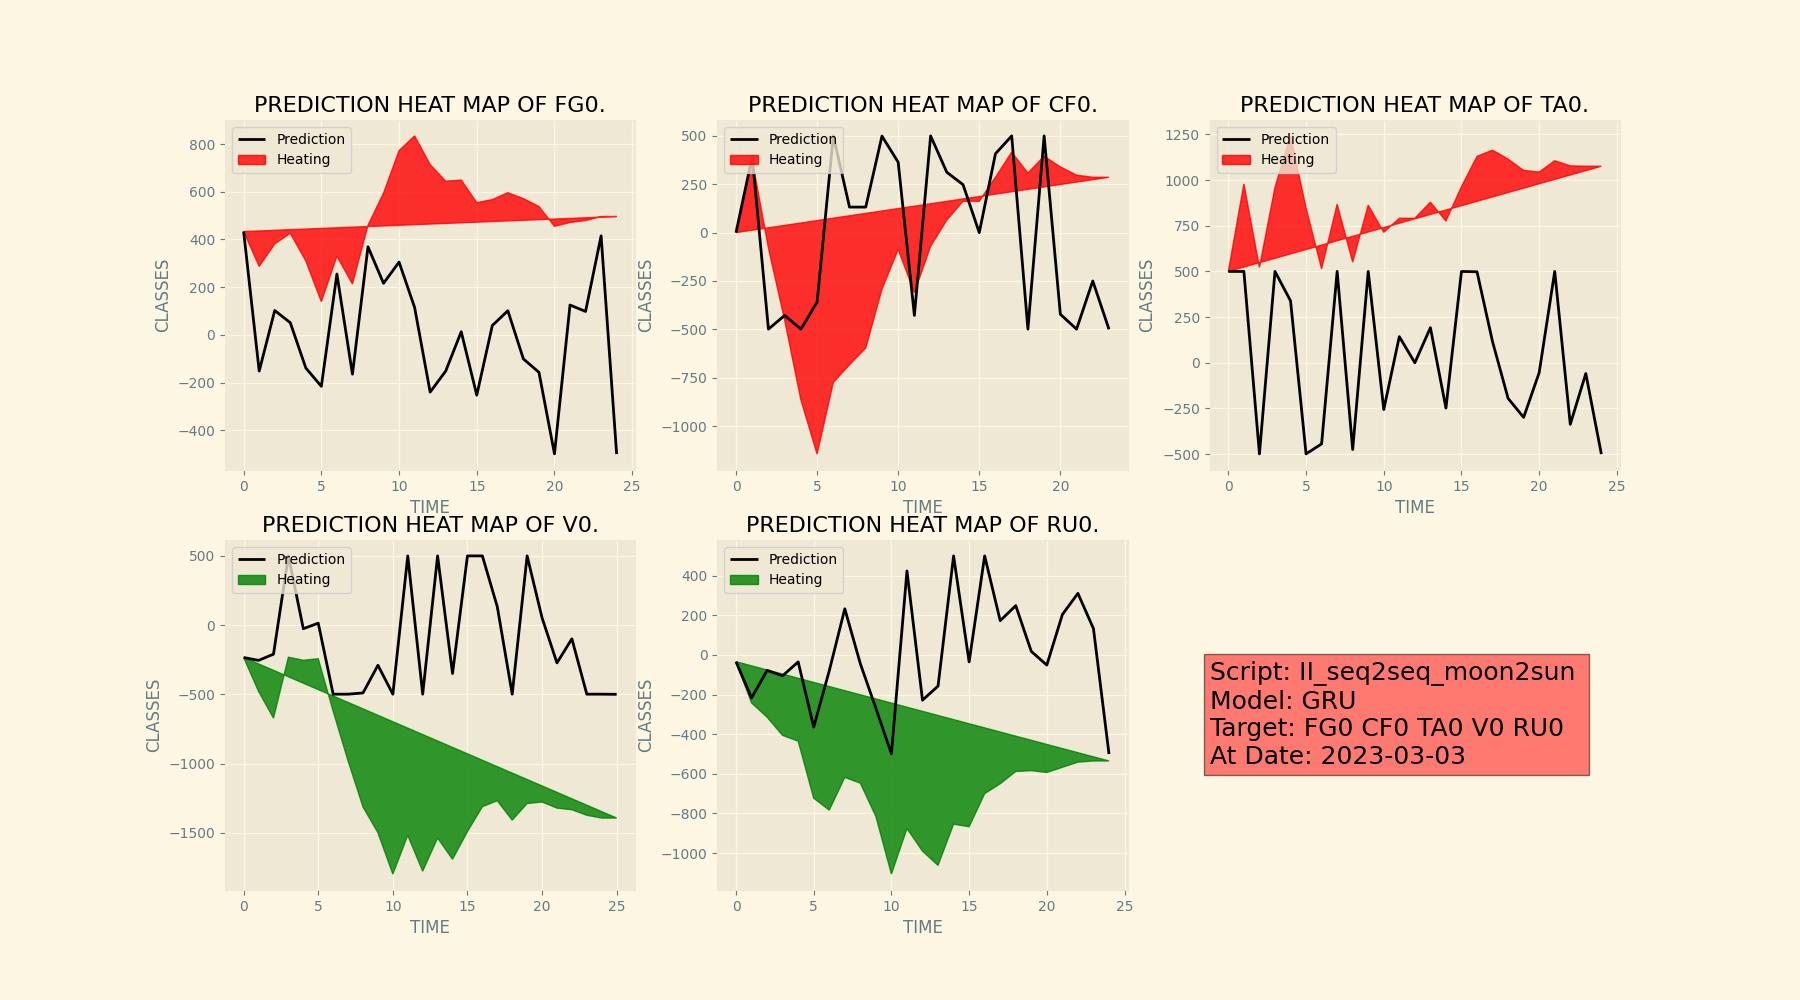 PREDICTION HEAT MAP OF FG0.
Prediction
Heating
800
600
400
200
0
−200
−400
CLASSES
0 5 10 15 20 25
TIME
PREDICTION HEAT MAP OF CF0.
Prediction
Heating
500
250
0
−250
−500
−750
−1000
CLASSES
0 5 10 15 20
TIME
PREDICTION HEAT MAP OF TA0.
Prediction
Heating
1250
1000
750
500
250
0
−250
−500
CLASSES
0 5 10 15 20 25
TIME
PREDICTION HEAT MAP OF V0.
Prediction
Heating
500
0
−500
−1000
−1500
CLASSES
0 5 10 15 20 25
TIME
PREDICTION HEAT MAP OF RU0.
Prediction
Heating
400
200
0
−200
−400
−600
−800
−1000
CLASSES
0 5 10 15 20 25
TIME
Script: II_seq2seq_moon2sun
Model: GRU
Target: FG0 CF0 TA0 V0 RU0
At Date: 2023-03-03